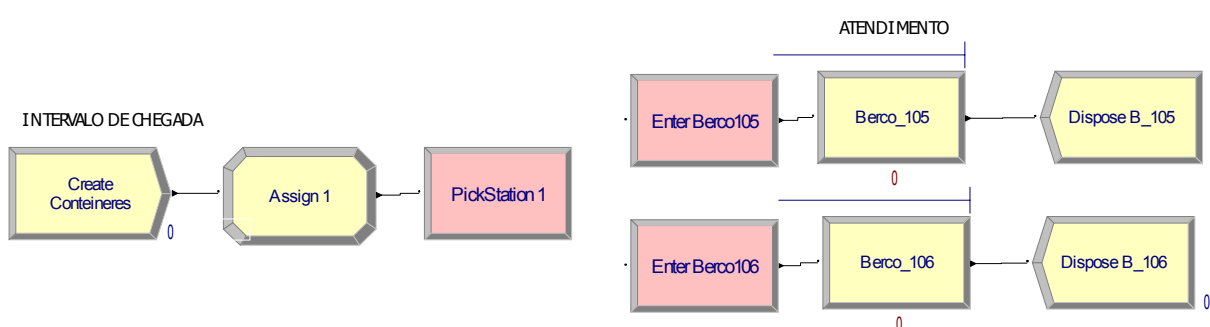 INTERVALO DE CHEGADA
Create
Conteineres
0
Assign 1
PickStation 1
ATENDIMENTO
Enter Berco105
Berco_105
0
Dispose B_105
Enter Berco106
Berco_106
0
Dispose B_106
0